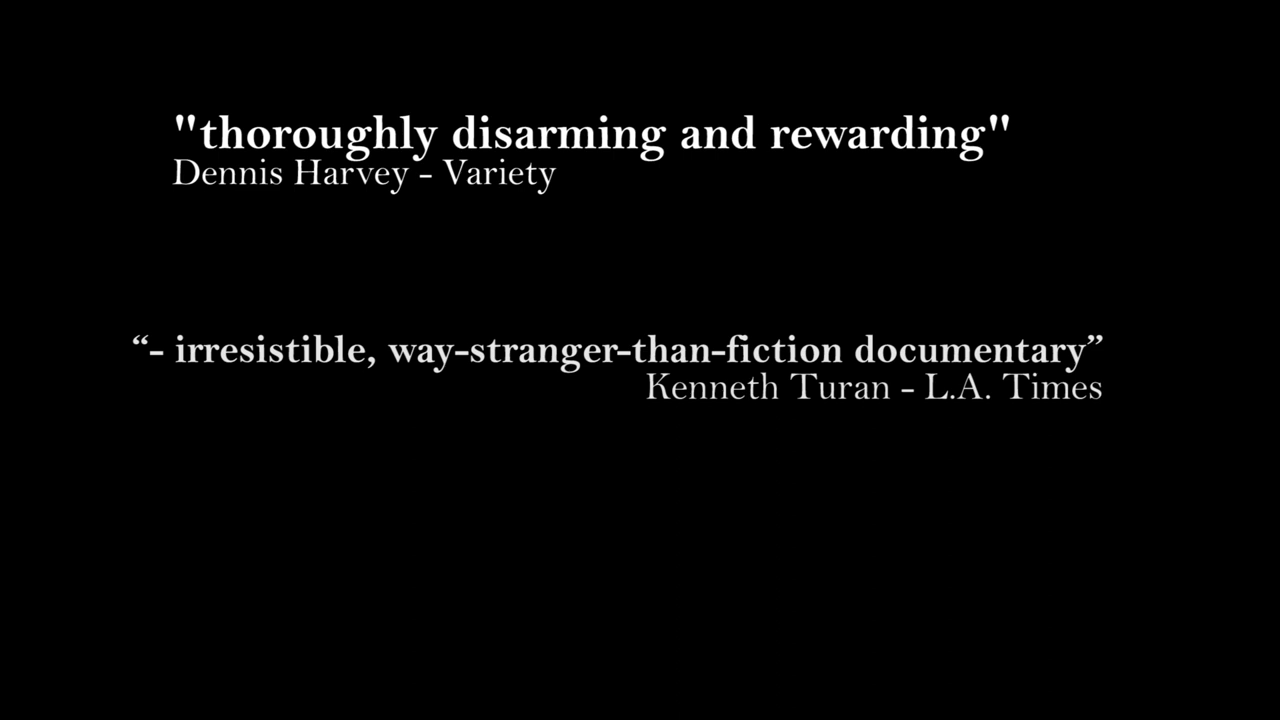 "thoroughly disarming and rewarding"
Dennis Harvey - Variety
“- irresistible, way-stranger-than-fiction documentary”
Kenneth Turan - L.A. Times